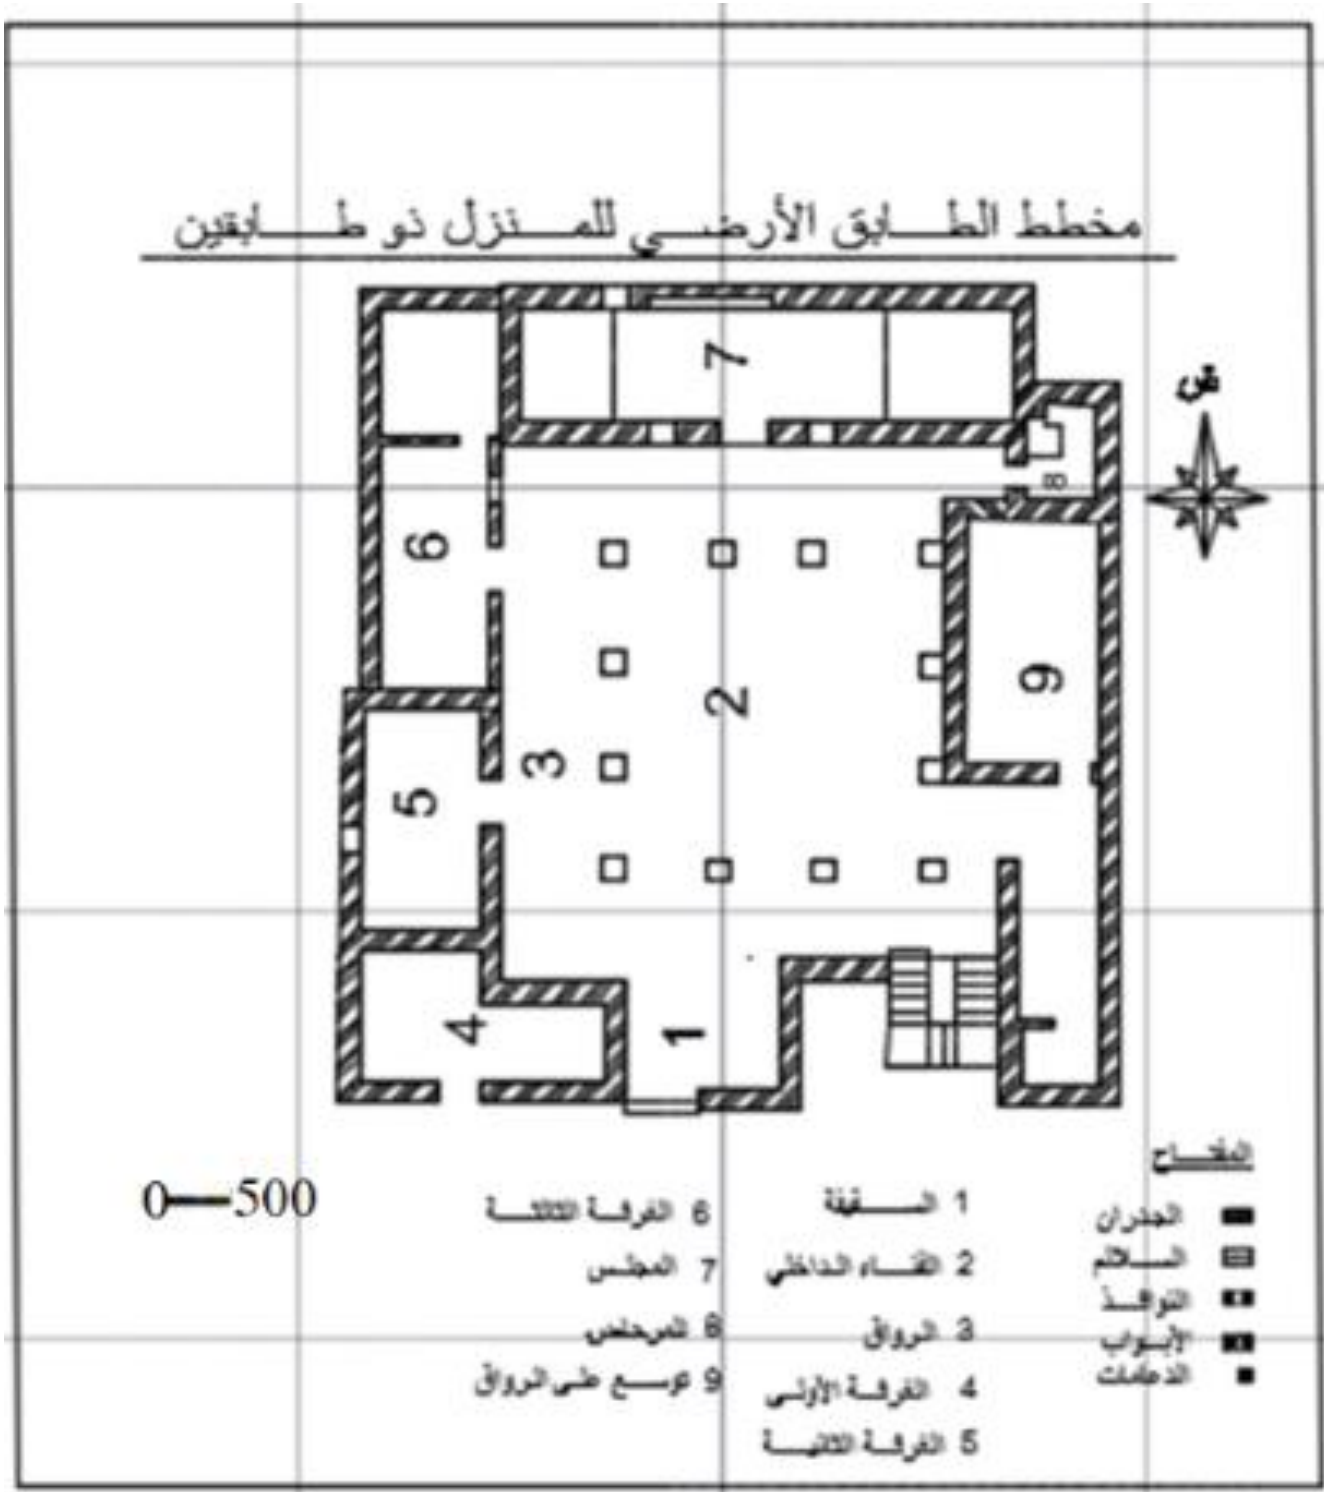 مخطط الطابق الأرضي للمنزل ذو طابقين
7
8
6
9
2
3
5
4
1
0 500
المفتاح
الجدران
السلالم
النوافذ
الأبواب
الدعامات
1 السقيفة
2 الفناء الداخلي
3 الرواق
4 الغرفة الأولى
5 الغرفة الثانية
6 الغرفة الثالثة
7 المجلس
8 المرحاض
9 توسع على الرواق